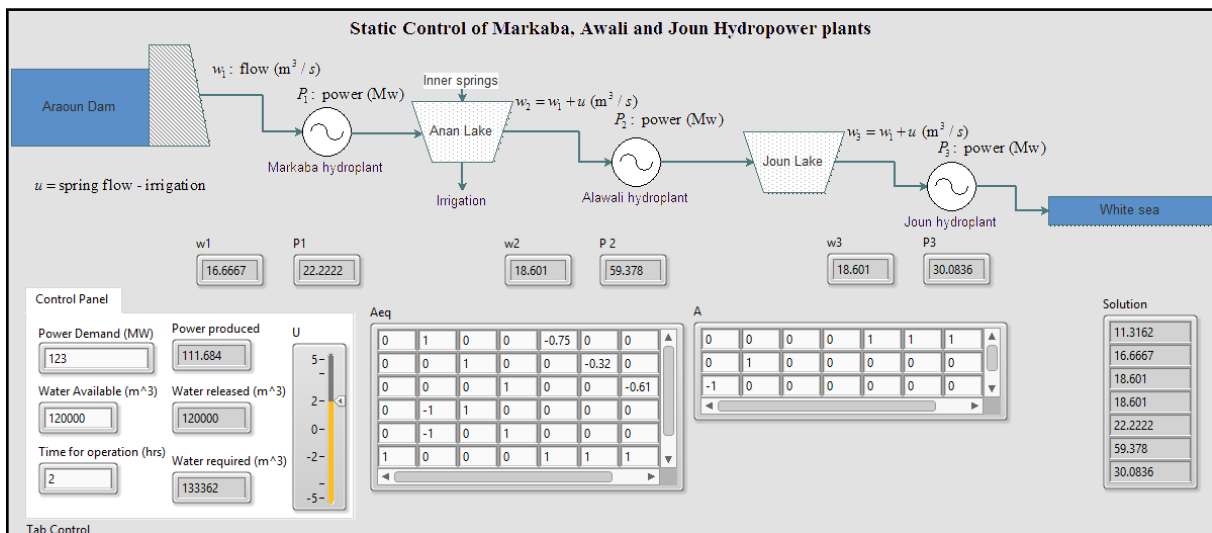 Static Control of Markaba, Awali and Joun Hydropower plants
w₁ : flow (m³ / s)
Inner springs
Araoun Dam
P₁ : power (Mw)
Anan Lake
w₂ = w₁ + u (m³ / s)
P₂ : power (Mw)
Joun Lake
w₃ = w₁ + u (m³ / s)
P₃ : power (Mw)
Markaba hydroplant
u = spring flow - irrigation
Irrigation
Alawali hydroplant
Joun hydroplant
White sea
w1 P1 w2 P 2 w3 P3
16.6667 22.2222 18.601 59.378 18.601 30.0836
Control Panel
Power Demand (MW) Power produced U
123 111.684
Water Available (m^3) Water released (m^3)
120000 120000
Time for operation (hrs) Water required (m^3)
2 133362
5-
2-
0-
-2-
-5-
Aeq
0 1 0 0 -0.75 0 0
0 0 1 0 0 -0.32 0
0 0 0 1 0 0 -0.61
0 -1 1 0 0 0 0
0 -1 0 1 0 0 0
1 0 0 0 1 1 1
A
0 0 0 0 1 1 1
0 1 0 0 0 0 0
-1 0 0 0 0 0 0
Solution
11.3162
16.6667
18.601
18.601
22.2222
59.378
30.0836
Tab Control